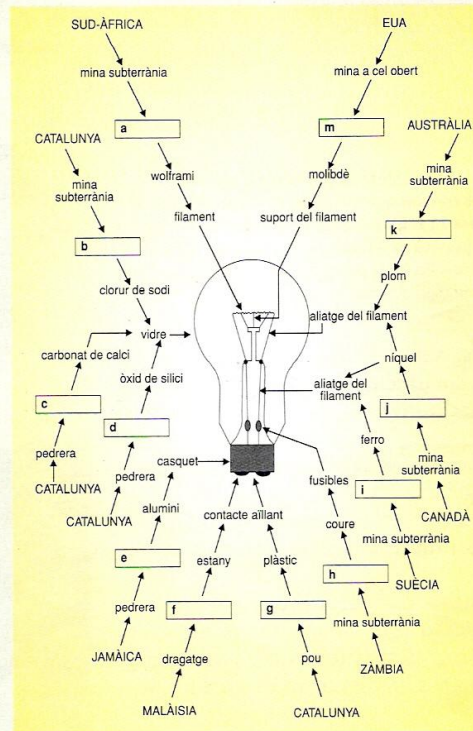 SUD-ÀFRICA
EUA
mina subterrània
mina a cel obert
a
m
CATALUNYA
AUSTRÀLIA
mina
subterrània
mina
subterrània
wolframi
molibdè
filament
suport del filament
b
k
plom
clorur de sodi
vidre
aliatge del filament
carbonat de calci
níquel
òxid de silici
aliatge del
filament
c
d
j
ferro
pedrera
casquet
mina
subterrània
CATALUNYA
pedrera
fusibles
i
CANADÀ
CATALUNYA
alumini
contacte aïllant
coure
mina subterrània
e
estany
plàstic
h
SUÈCIA
pedrera
f
g
mina subterrània
JAMÀICA
dragatge
pou
ZÀMBIA
MALÀISIA
CATALUNYA